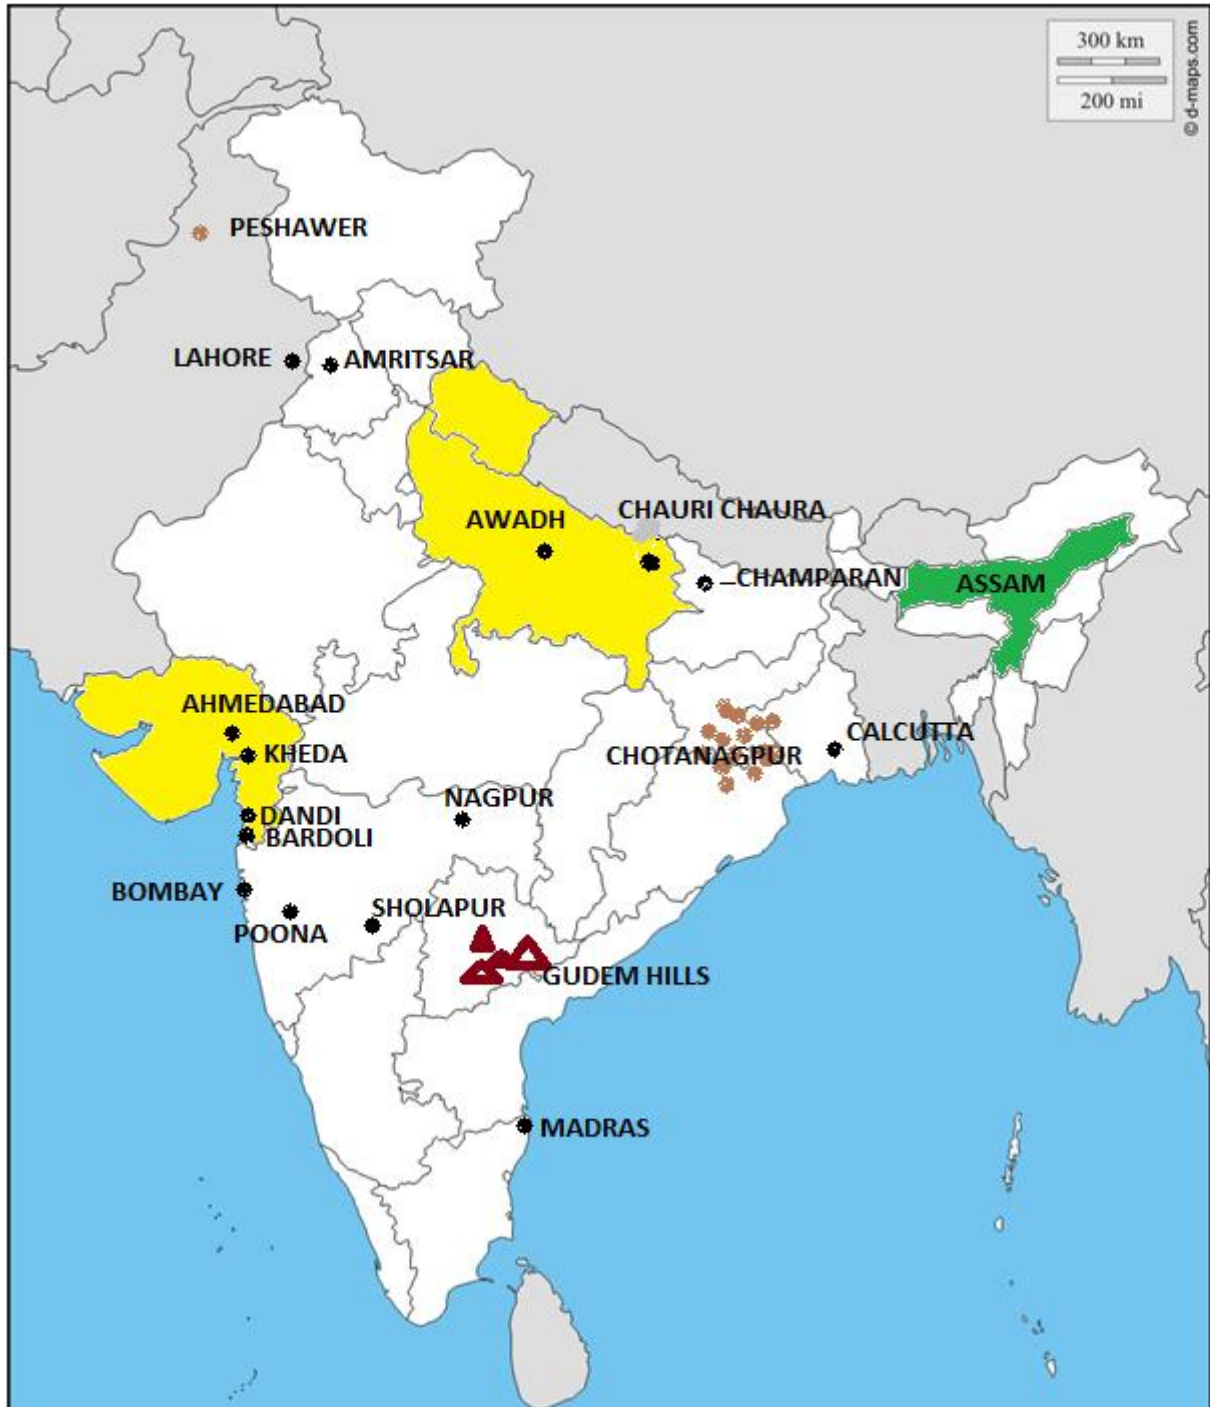 300 km
200 mi
© d-maps.com
PESHAWER
LAHORE
AMRITSAR
CHAURI CHAURA
AWADH
CHAMPARAN
ASSAM
AHMEDABAD
KHEDA
CALCUTTA
CHOTANAGPUR
NAGPUR
DANDI
BARDOLI
BOMBAY
SHOLAPUR
POONA
GUDEM HILLS
MADRAS